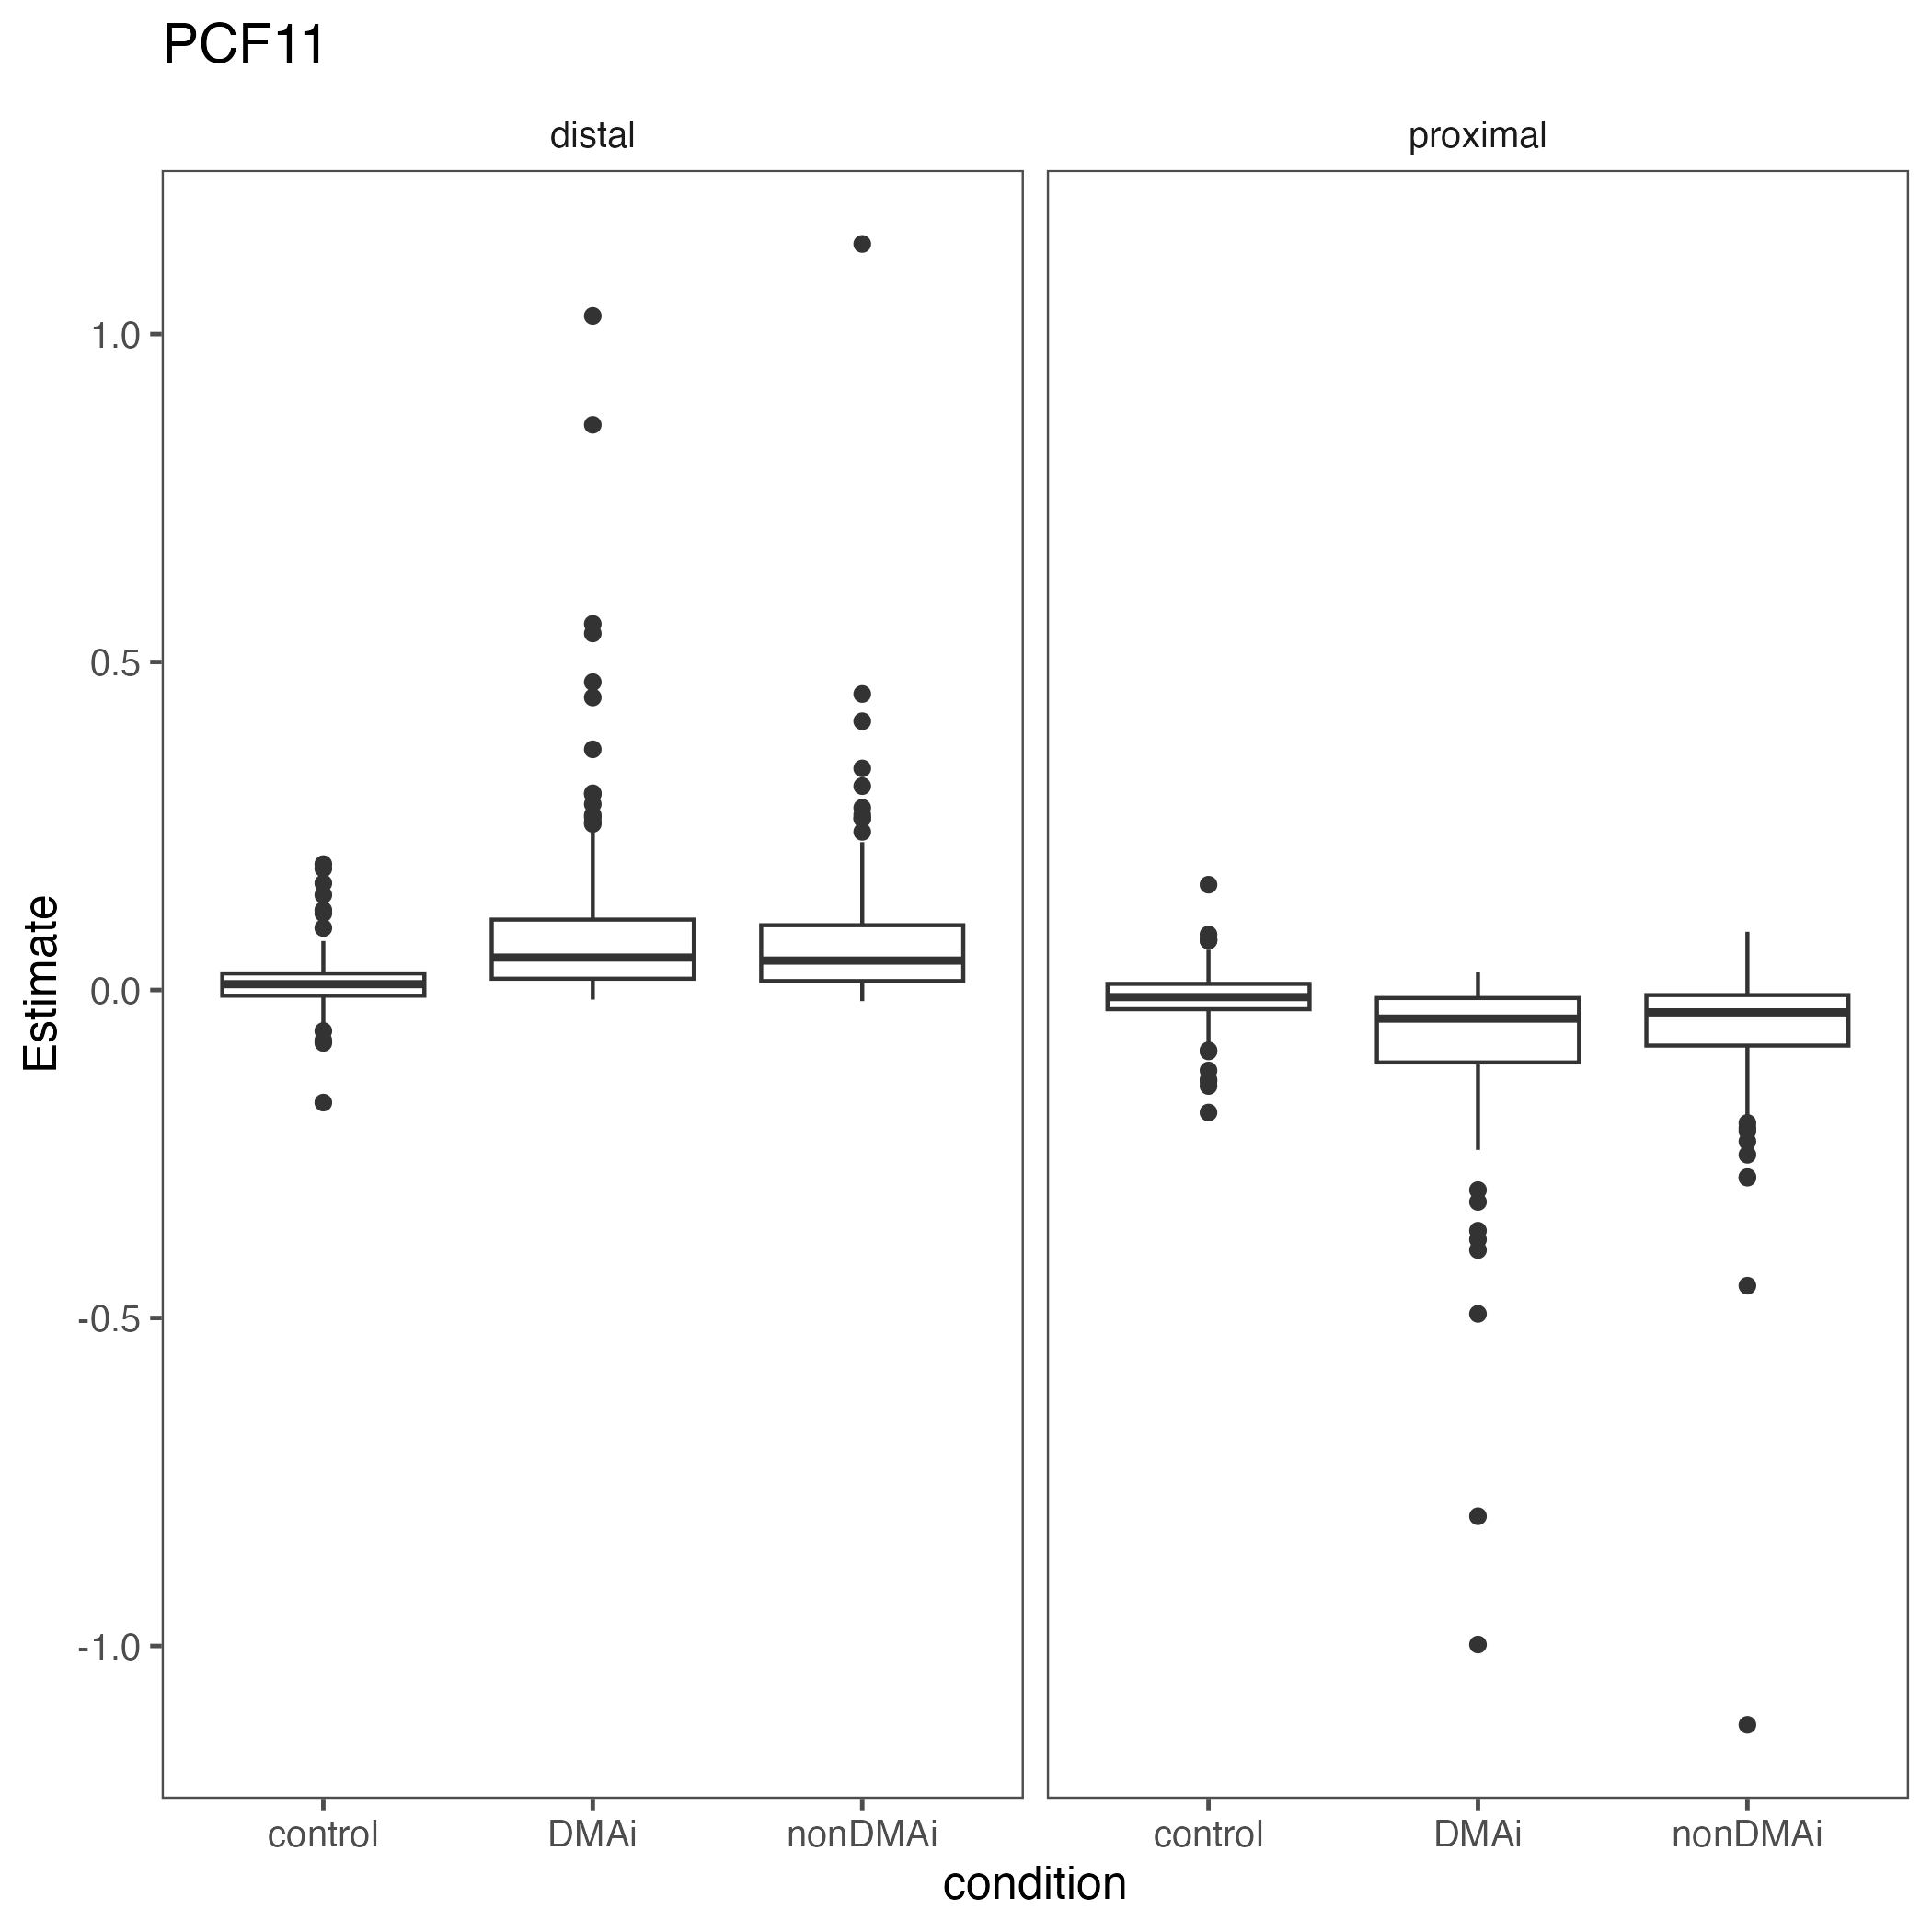 PCF11
distal
proximal
Estimate
1.0
0.5
0.0
-0.5
-1.0
control
DMAi
nonDMAi
control
DMAi
nonDMAi
condition